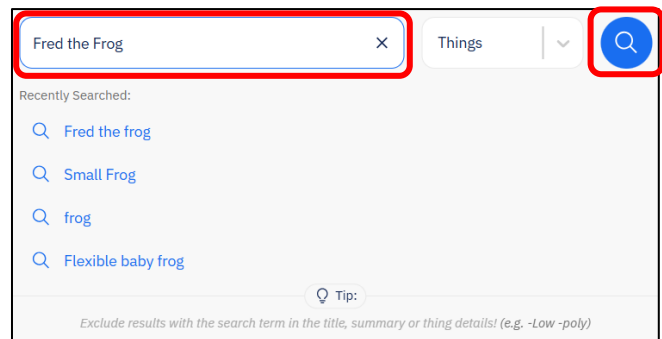 Fred the Frog
Things
Recently Searched:
Fred the frog
Small Frog
frog
Flexible baby frog
Tip:
Exclude results with the search term in the title, summary or thing details! (e.g. -Low -poly)